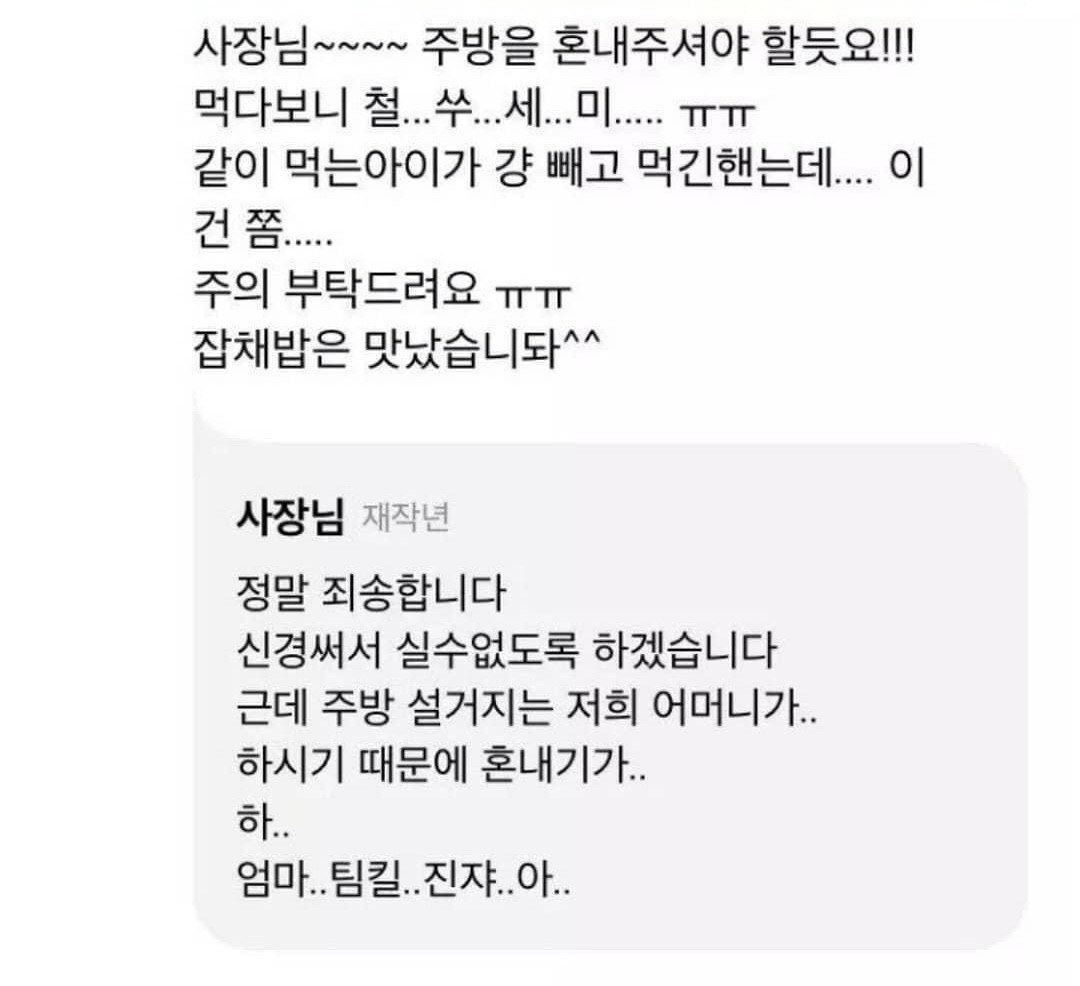 사장님~~~~ 주방을 혼내주셔야 할듯요!!!
먹다보니 철...쑤...세...미..... ㅠㅠ
같이 먹는아이가 걍 빼고 먹긴핸는데.... 이
건 쫌.....
주의 부탁드려요 ㅠㅠ
잡채밥은 맛났습니돠^^
사장님 재작년
정말 죄송합니다
신경써서 실수없도록 하겠습니다
근데 주방 설거지는 저희 어머니가..
하시기 때문에 혼내기가..
하..
엄마..팀킬..진쟈..아..